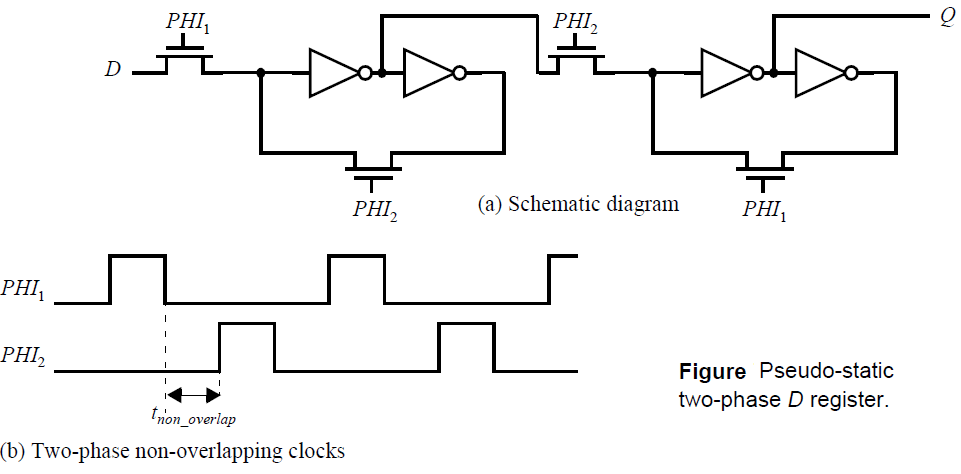 PHI1
PHI2
Q
D
PHI2
(a) Schematic diagram
PHI1
PHI1
PHI2
tnon_overlap
Figure Pseudo-static
two-phase D register.
(b) Two-phase non-overlapping clocks